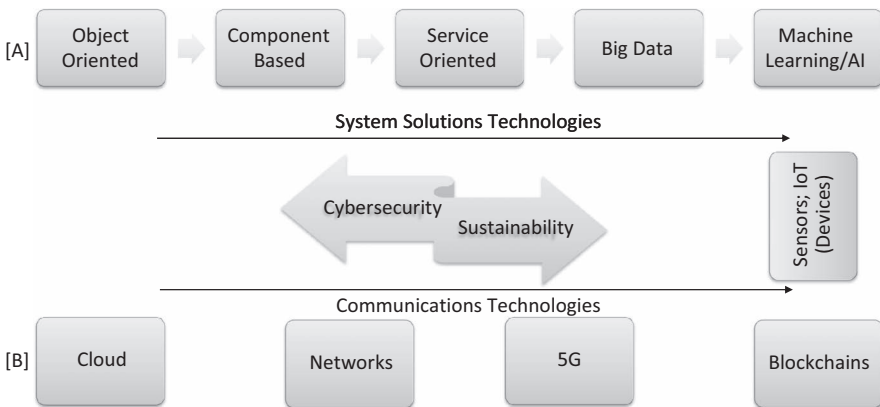 [A]
Object
Oriented
Component
Based
Service
Oriented
Big Data
Machine
Learning/AI
System Solutions Technologies
Cybersecurity
Sustainability
Sensors; IoT
(Devices)
Communications Technologies
[B]
Cloud
Networks
5G
Blockchains